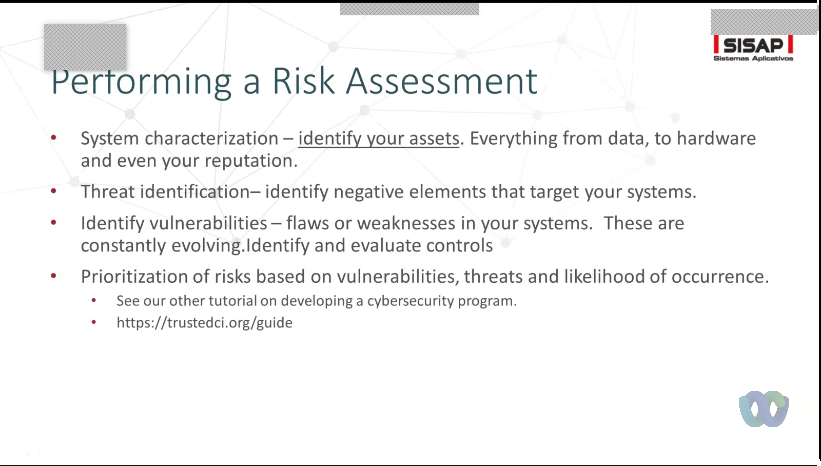 SISAP
Sistemas Aplicativos
Performing a Risk Assessment
• System characterization – identify your assets. Everything from data, to hardware
and even your reputation.
• Threat identification– identify negative elements that target your systems.
• Identify vulnerabilities – flaws or weaknesses in your systems.  These are
constantly evolving.Identify and evaluate controls
• Prioritization of risks based on vulnerabilities, threats and likelihood of occurrence.
• See our other tutorial on developing a cybersecurity program.
• https://trustedci.org/guide